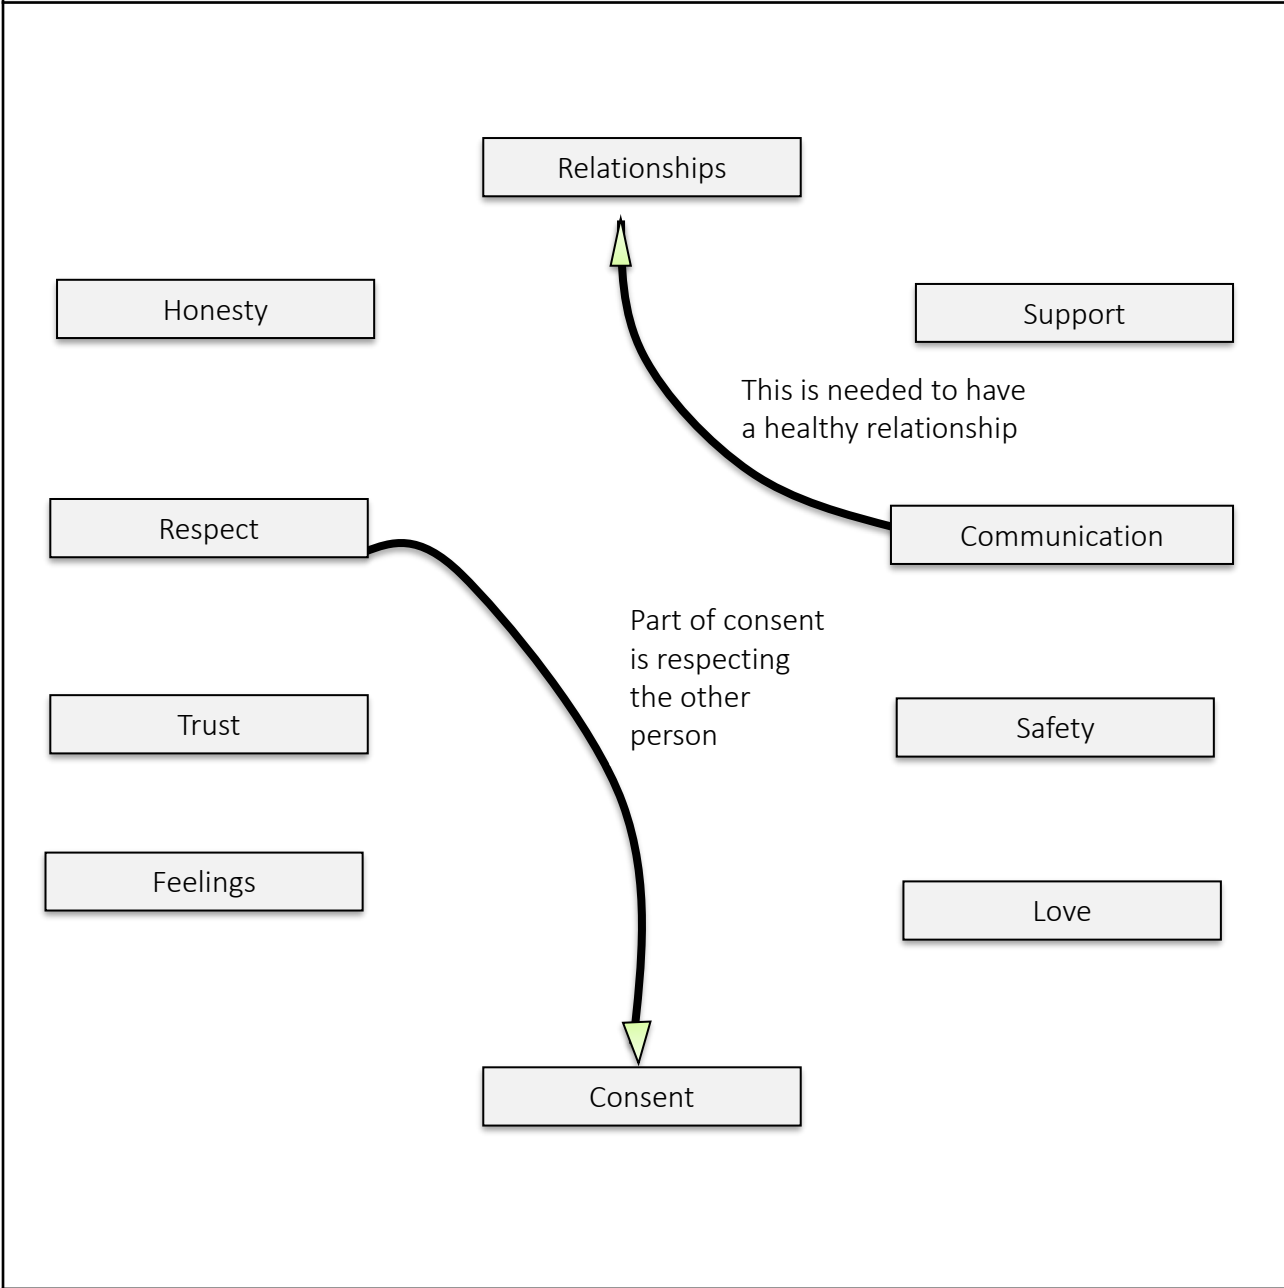 Relationships
Honesty
Support
This is needed to have
a healthy relationship
Respect
Communication
Part of consent
is respecting
the other
person
Trust
Safety
Feelings
Love
Consent